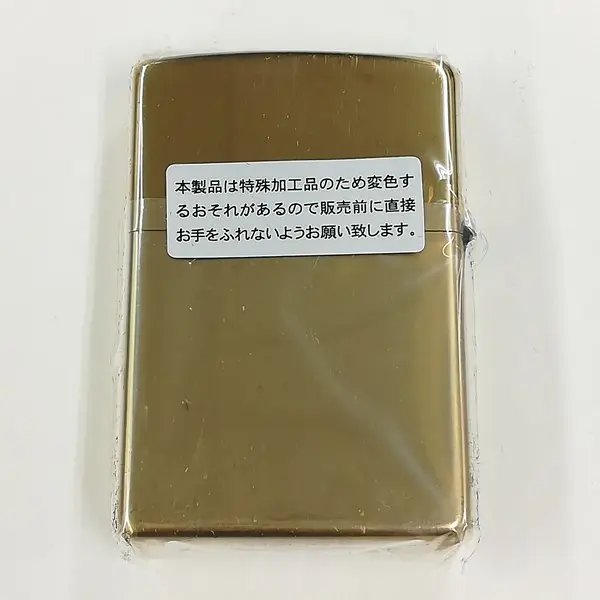 本製品は特殊加工品のため変色す
るおそれがあるので販売前に直接
お手をふれないようお願い致します。